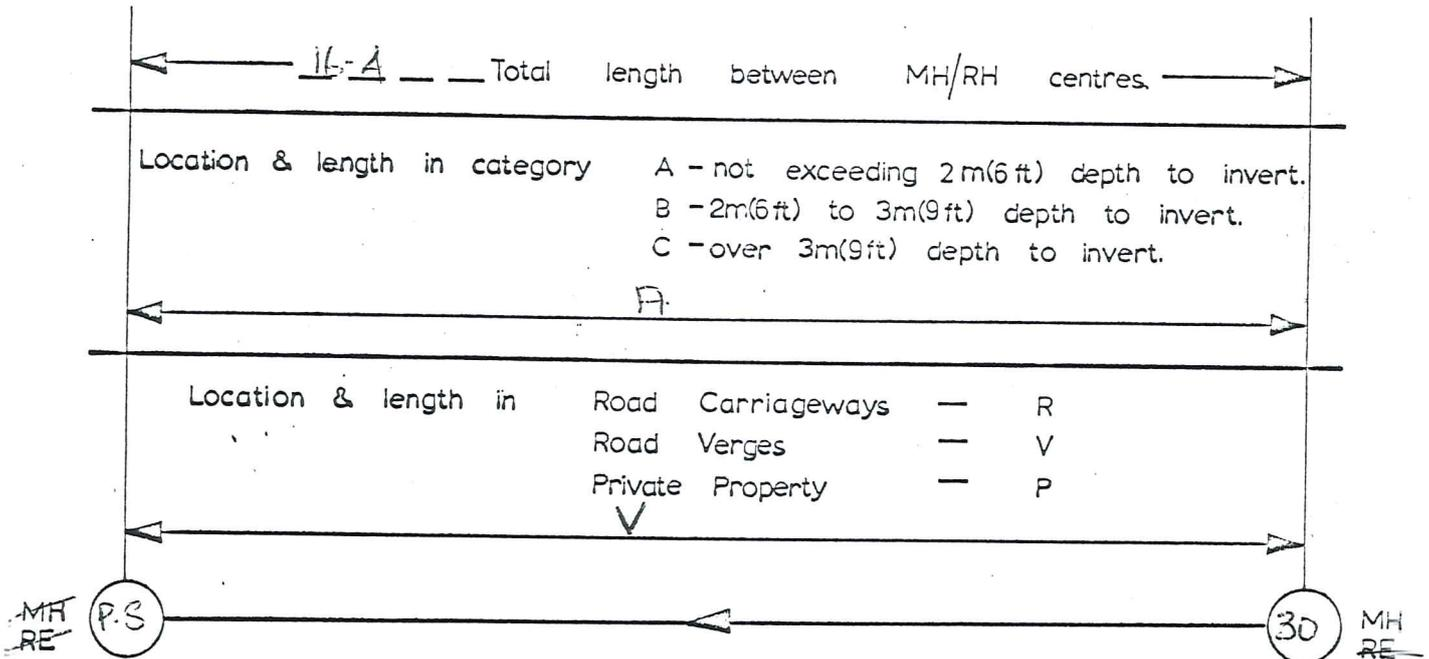 Total length between MH/RH centres.
Location & length in category A - not exceeding 2m(6ft) depth to invert.
B - 2m(6ft) to 3m(9ft) depth to invert.
C - over 3m(9ft) depth to invert.
A.
Location & length in Road Carriageways — R
Road Verges — V
Private Property — P
V
MH P.S 30 MH
RE RE